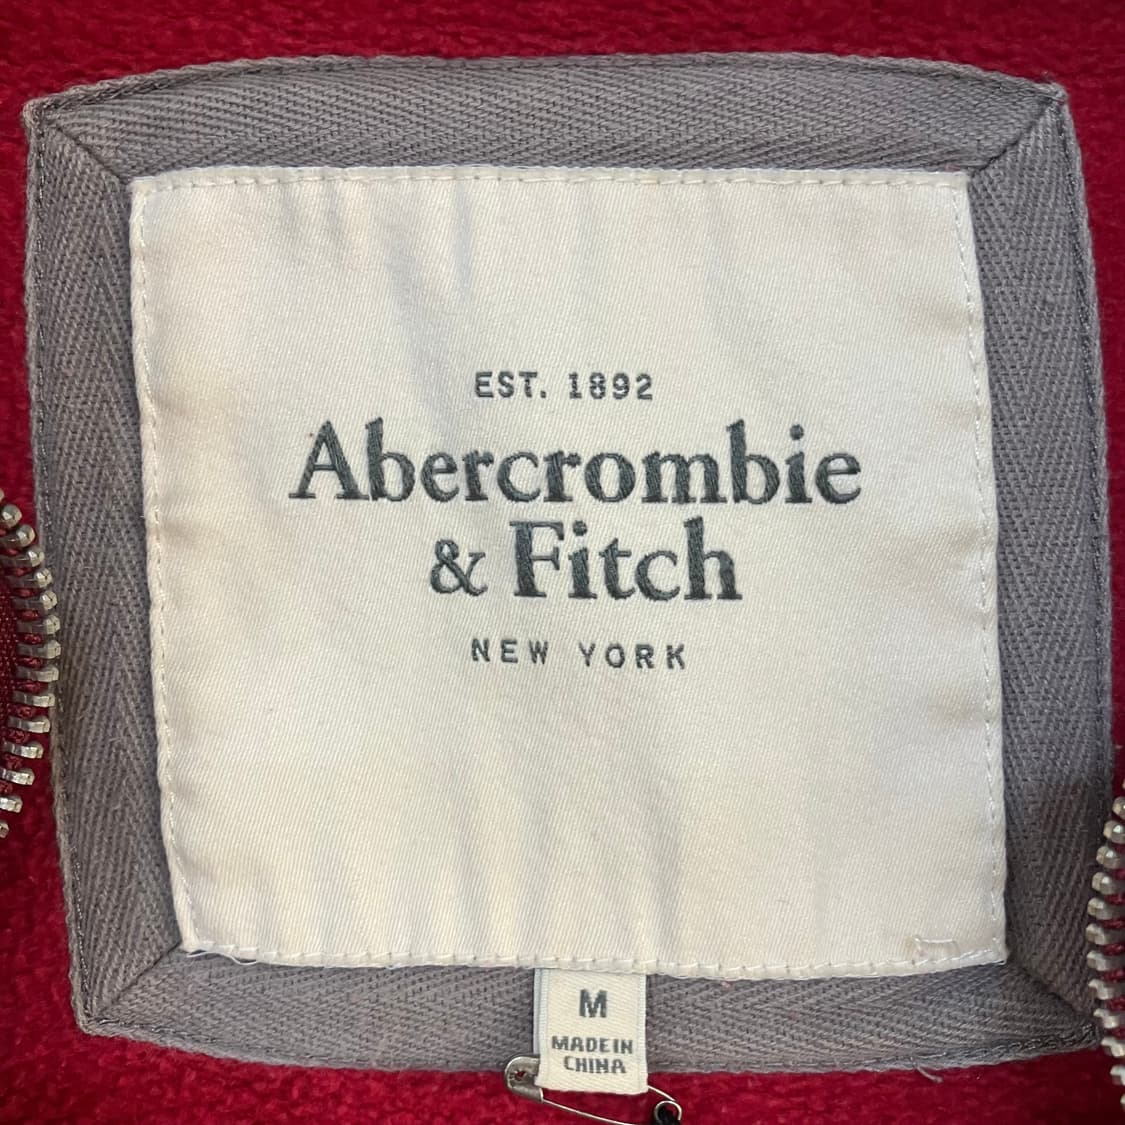 EST. 1892
Abercrombie
& Fitch
NEW YORK
M
MADE IN
CHINA